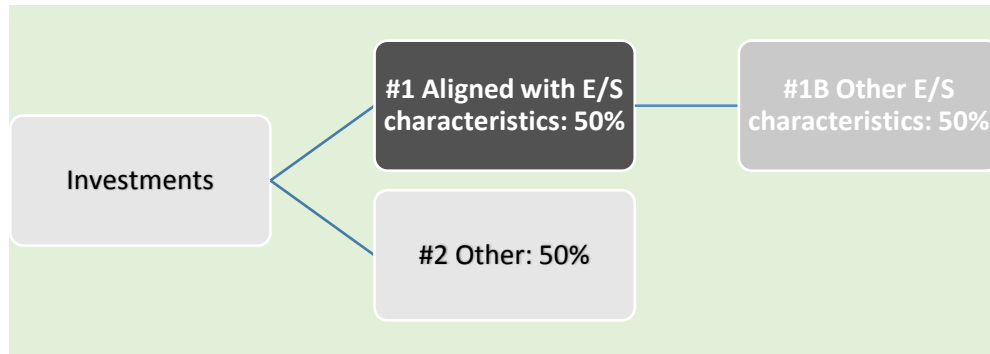 #1 Aligned with E/S
characteristics: 50%
#1B Other E/S
characteristics: 50%
Investments
#2 Other: 50%